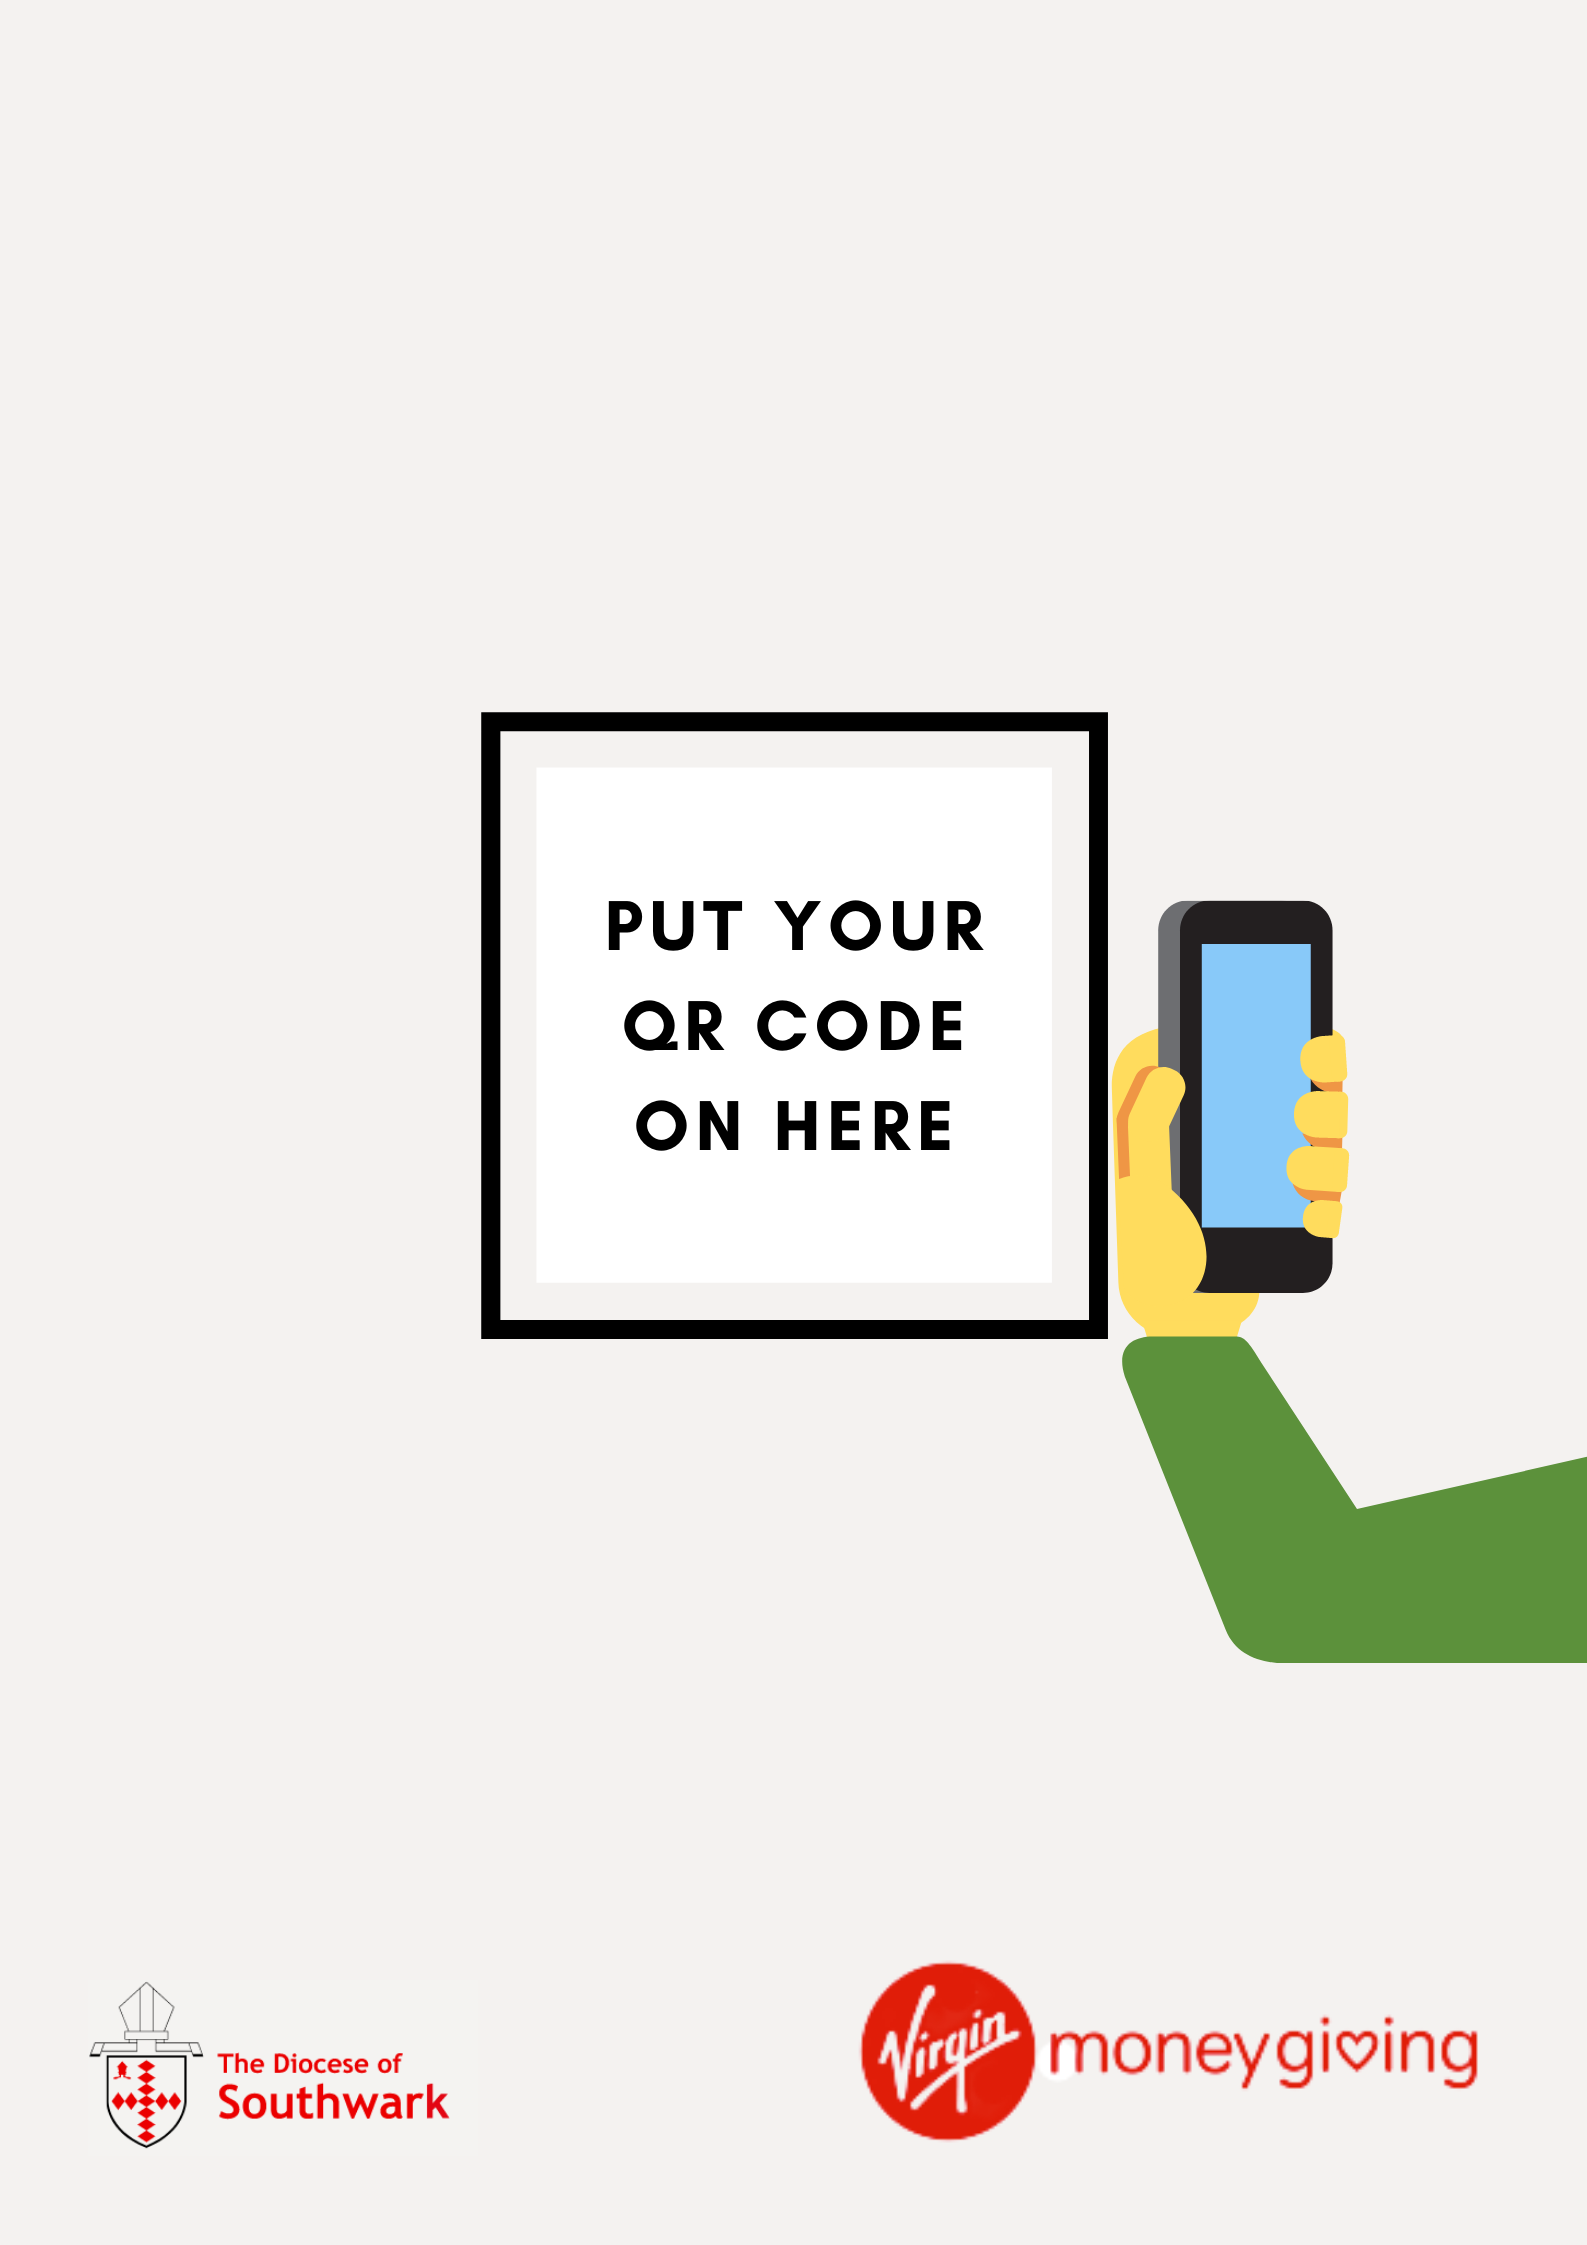 PUT YOUR
QR CODE
ON HERE
The Diocese of
Southwark
Virgin moneygiving